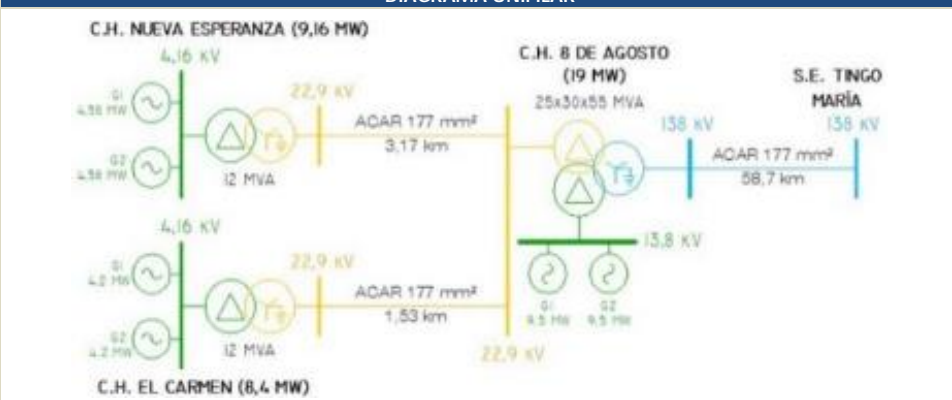 DIAGRAMA UNIFILAR
C.H. NUEVA ESPERANZA (9,16 MW)
4,16 KV
G1
4.58 MW
G2
4.58 MW
12 MVA
22,9 KV
ACAR 177 mm²
3,17 km
C.H. 8 DE AGOSTO
(19 MW)
25x30x55 MVA
138 KV
S.E. TINGO
MARÍA
138 KV
ACAR 177 mm²
58,7 km
13,8 KV
G1
9.5 MW
G2
9.5 MW
4,16 KV
G1
4.2 MW
G2
4.2 MW
12 MVA
22,9 KV
ACAR 177 mm²
1,53 km
22,9 KV
C.H. EL CARMEN (8,4 MW)